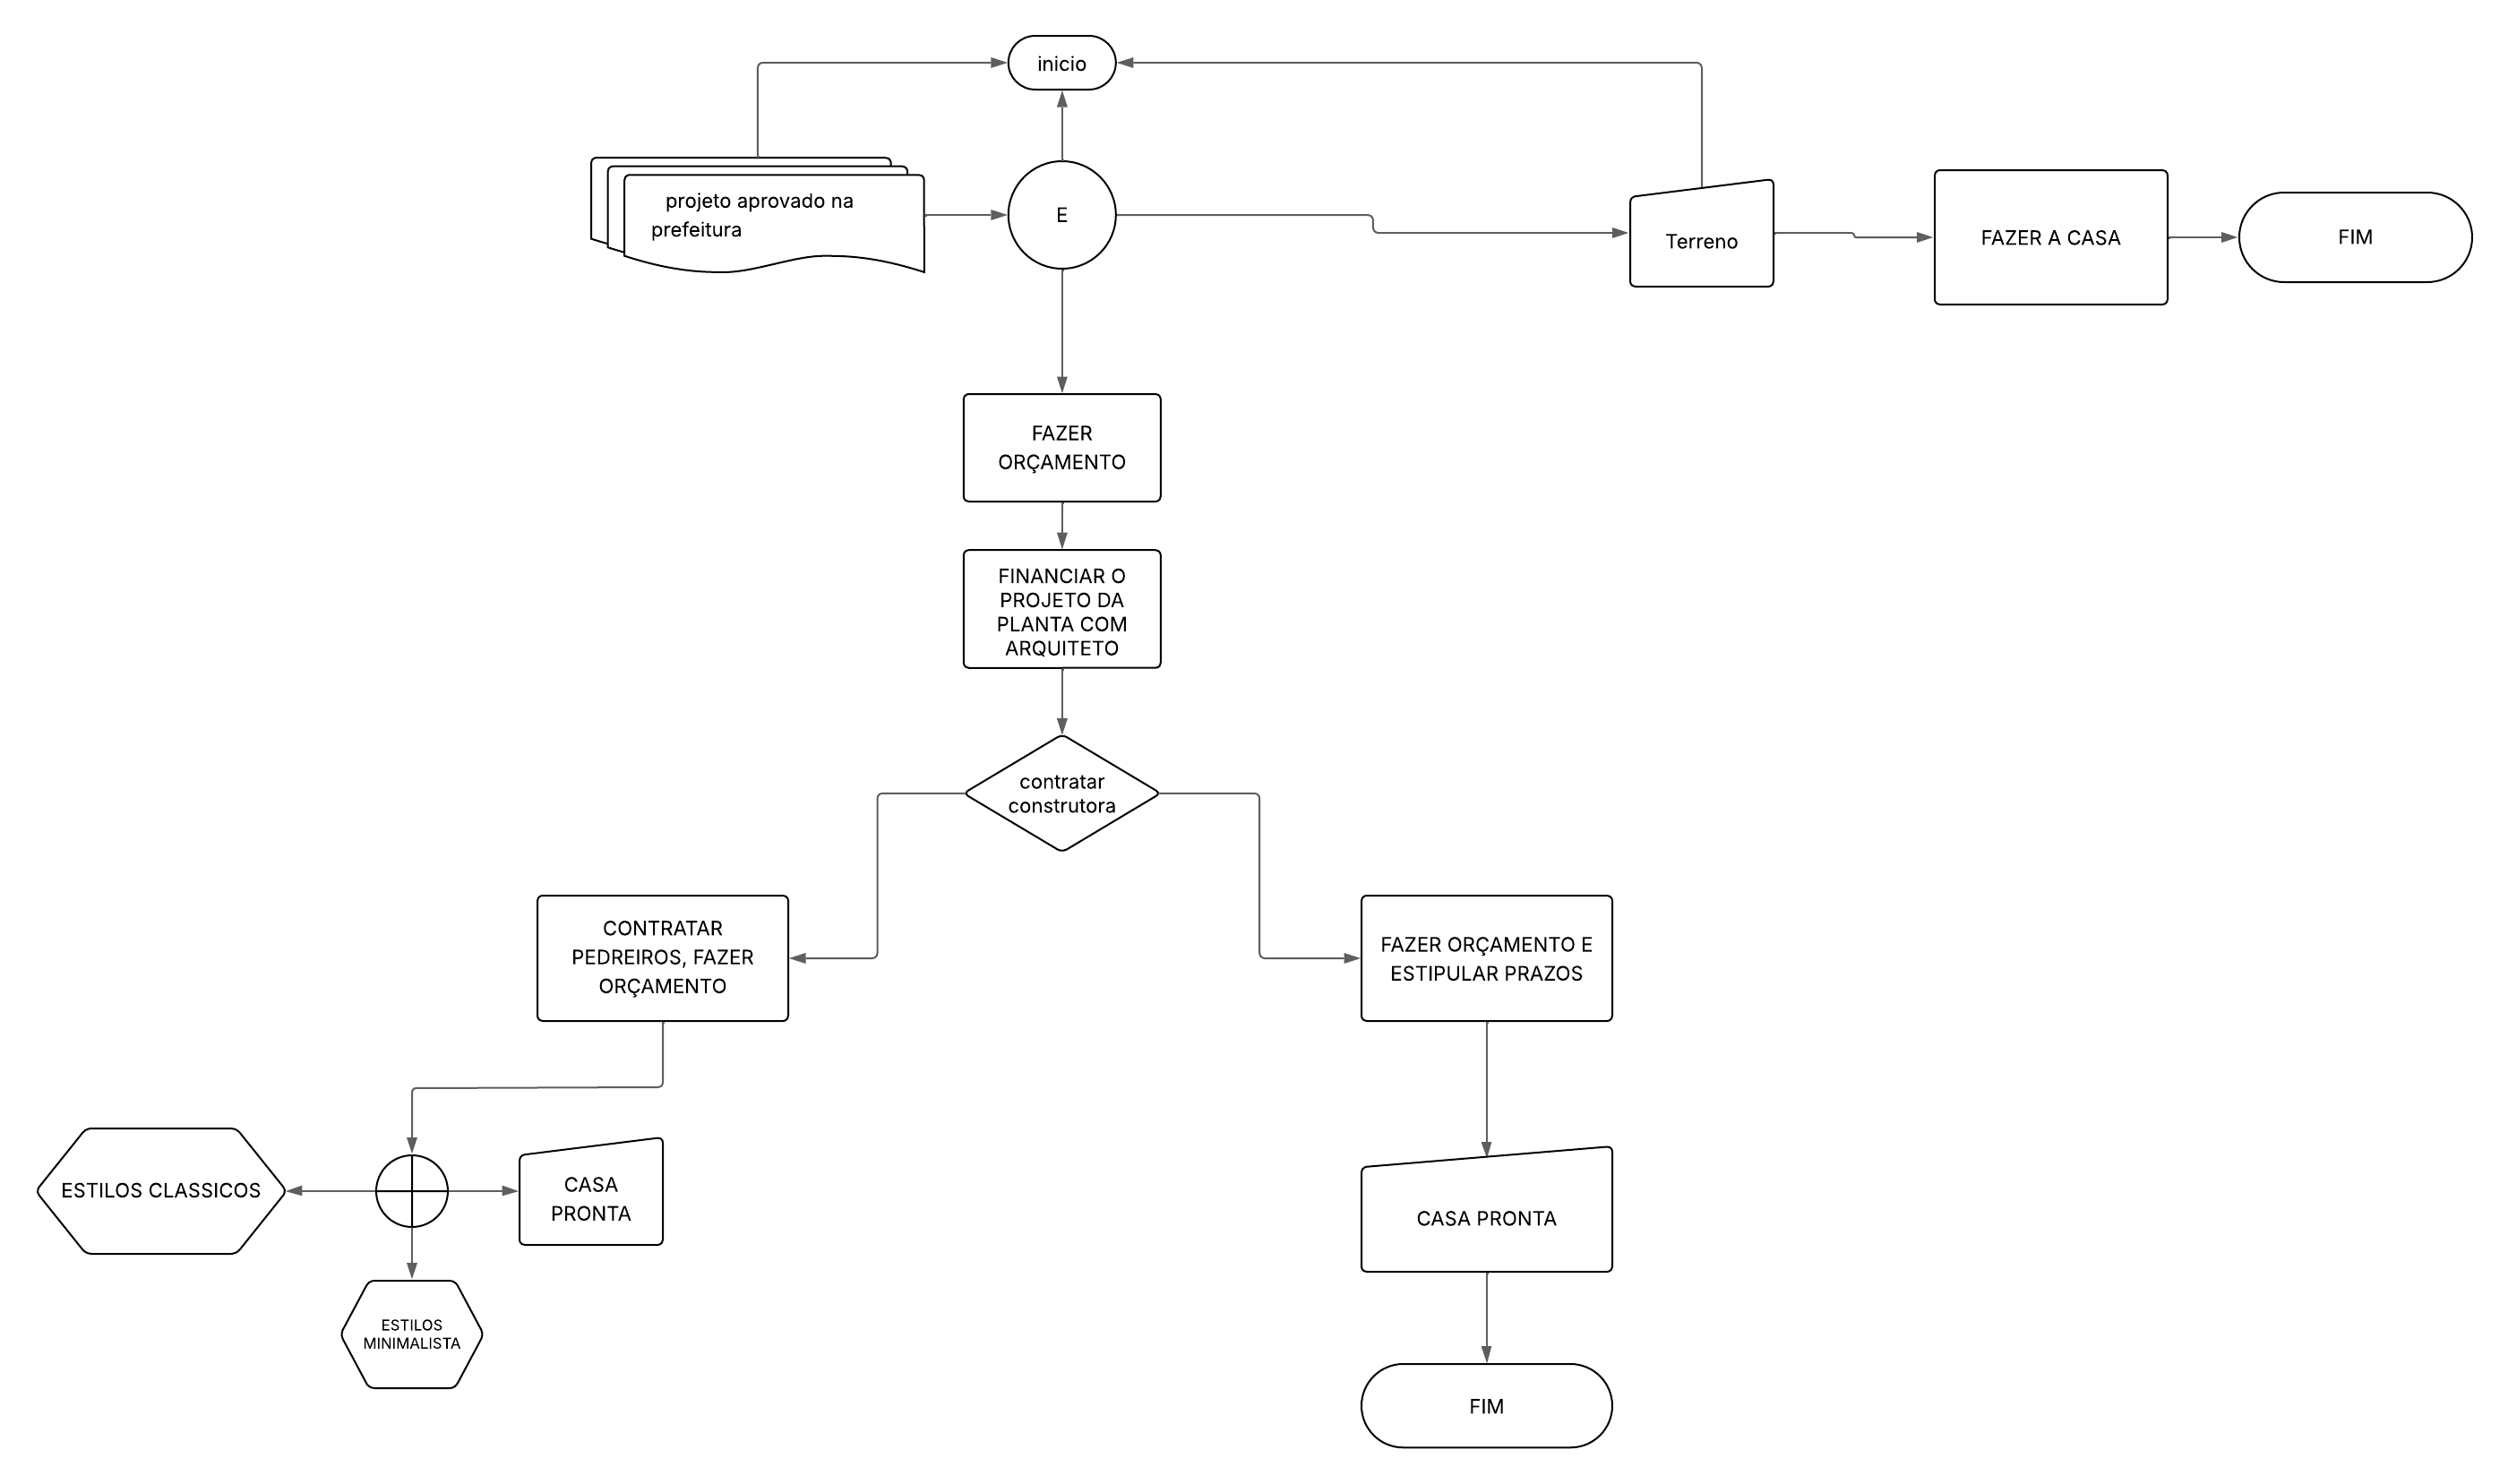 inicio
projeto aprovado na
prefeitura
E
Terreno
FAZER A CASA
FIM
FAZER
ORÇAMENTO
FINANCIAR O
PROJETO DA
PLANTA COM
ARQUITETO
contratar
construtora
CONTRATAR
PEDREIROS, FAZER
ORÇAMENTO
FAZER ORÇAMENTO E
ESTIPULAR PRAZOS
ESTILOS CLASSICOS
CASA
PRONTA
CASA PRONTA
ESTILOS
MINIMALISTA
FIM